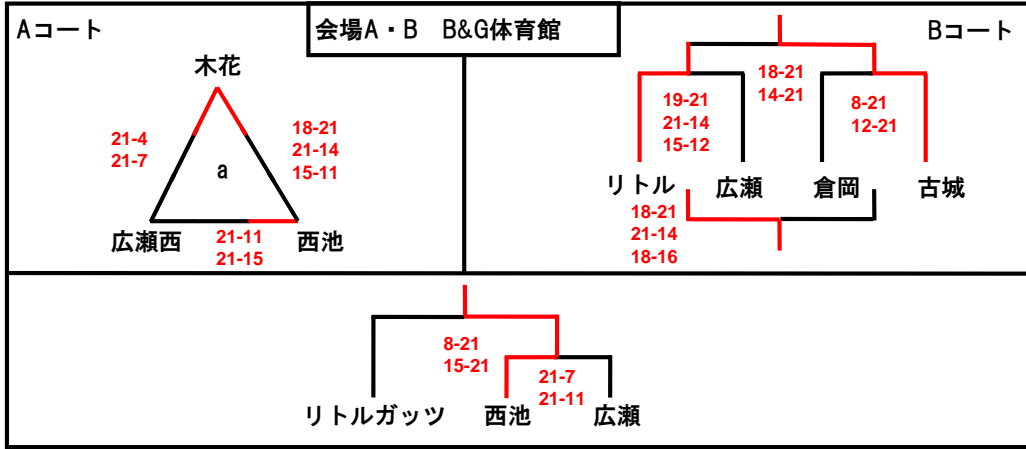 Aコート
会場A・B B&G体育館
Bコート
木花
21-4
21-7
18-21
21-14
15-11
a
広瀬西
21-11
21-15
西池
18-21
14-21
19-21
21-14
15-12
8-21
12-21
リトル
広瀬
倉岡
古城
18-21
21-14
18-16
8-21
15-21
21-7
21-11
リトルガッツ
西池
広瀬